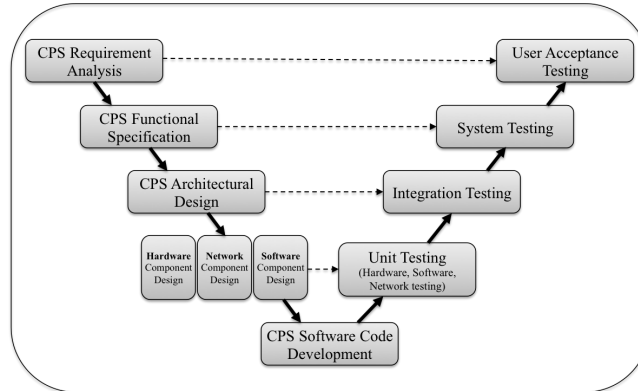 CPS Requirement
Analysis
User Acceptance
Testing
CPS Functional
Specification
System Testing
CPS Architectural
Design
Integration Testing
Hardware
Component
Design
Network
Component
Design
Software
Component
Design
Unit Testing
(Hardware, Software,
Network testing)
CPS Software Code
Development